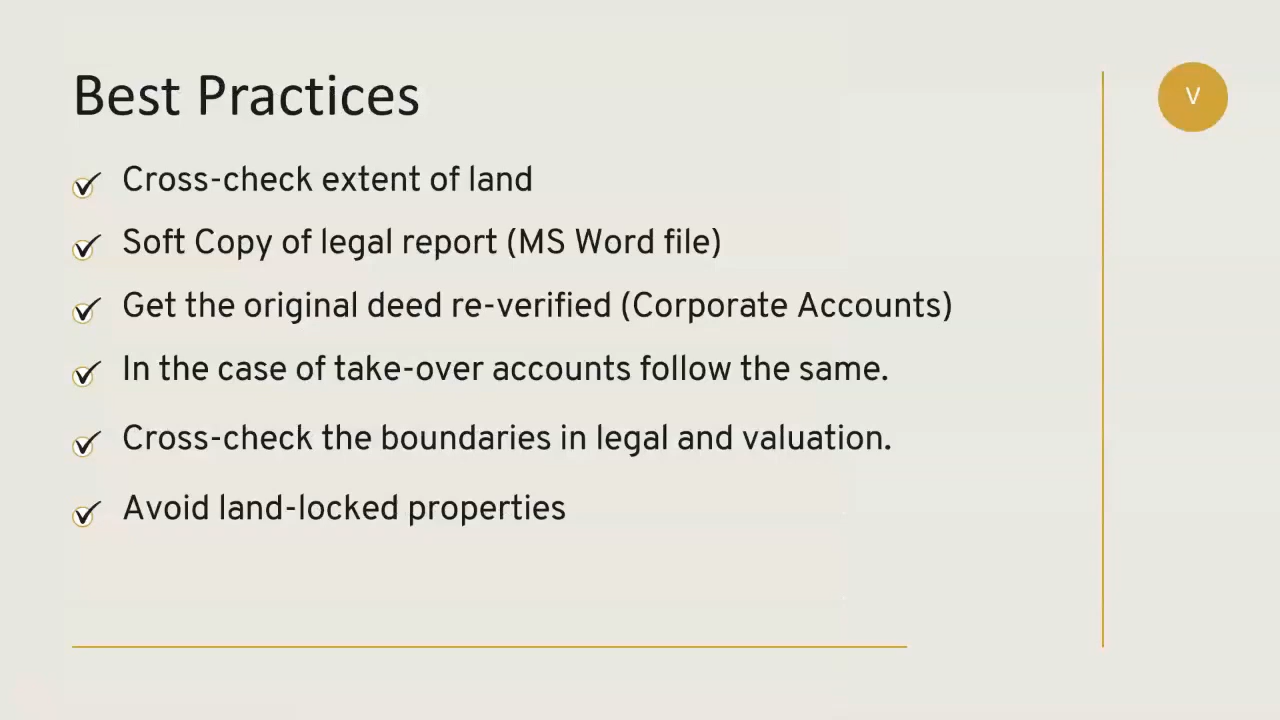 Best Practices
V
Cross-check extent of land
Soft Copy of legal report (MS Word file)
Get the original deed re-verified (Corporate Accounts)
In the case of take-over accounts follow the same.
Cross-check the boundaries in legal and valuation.
Avoid land-locked properties